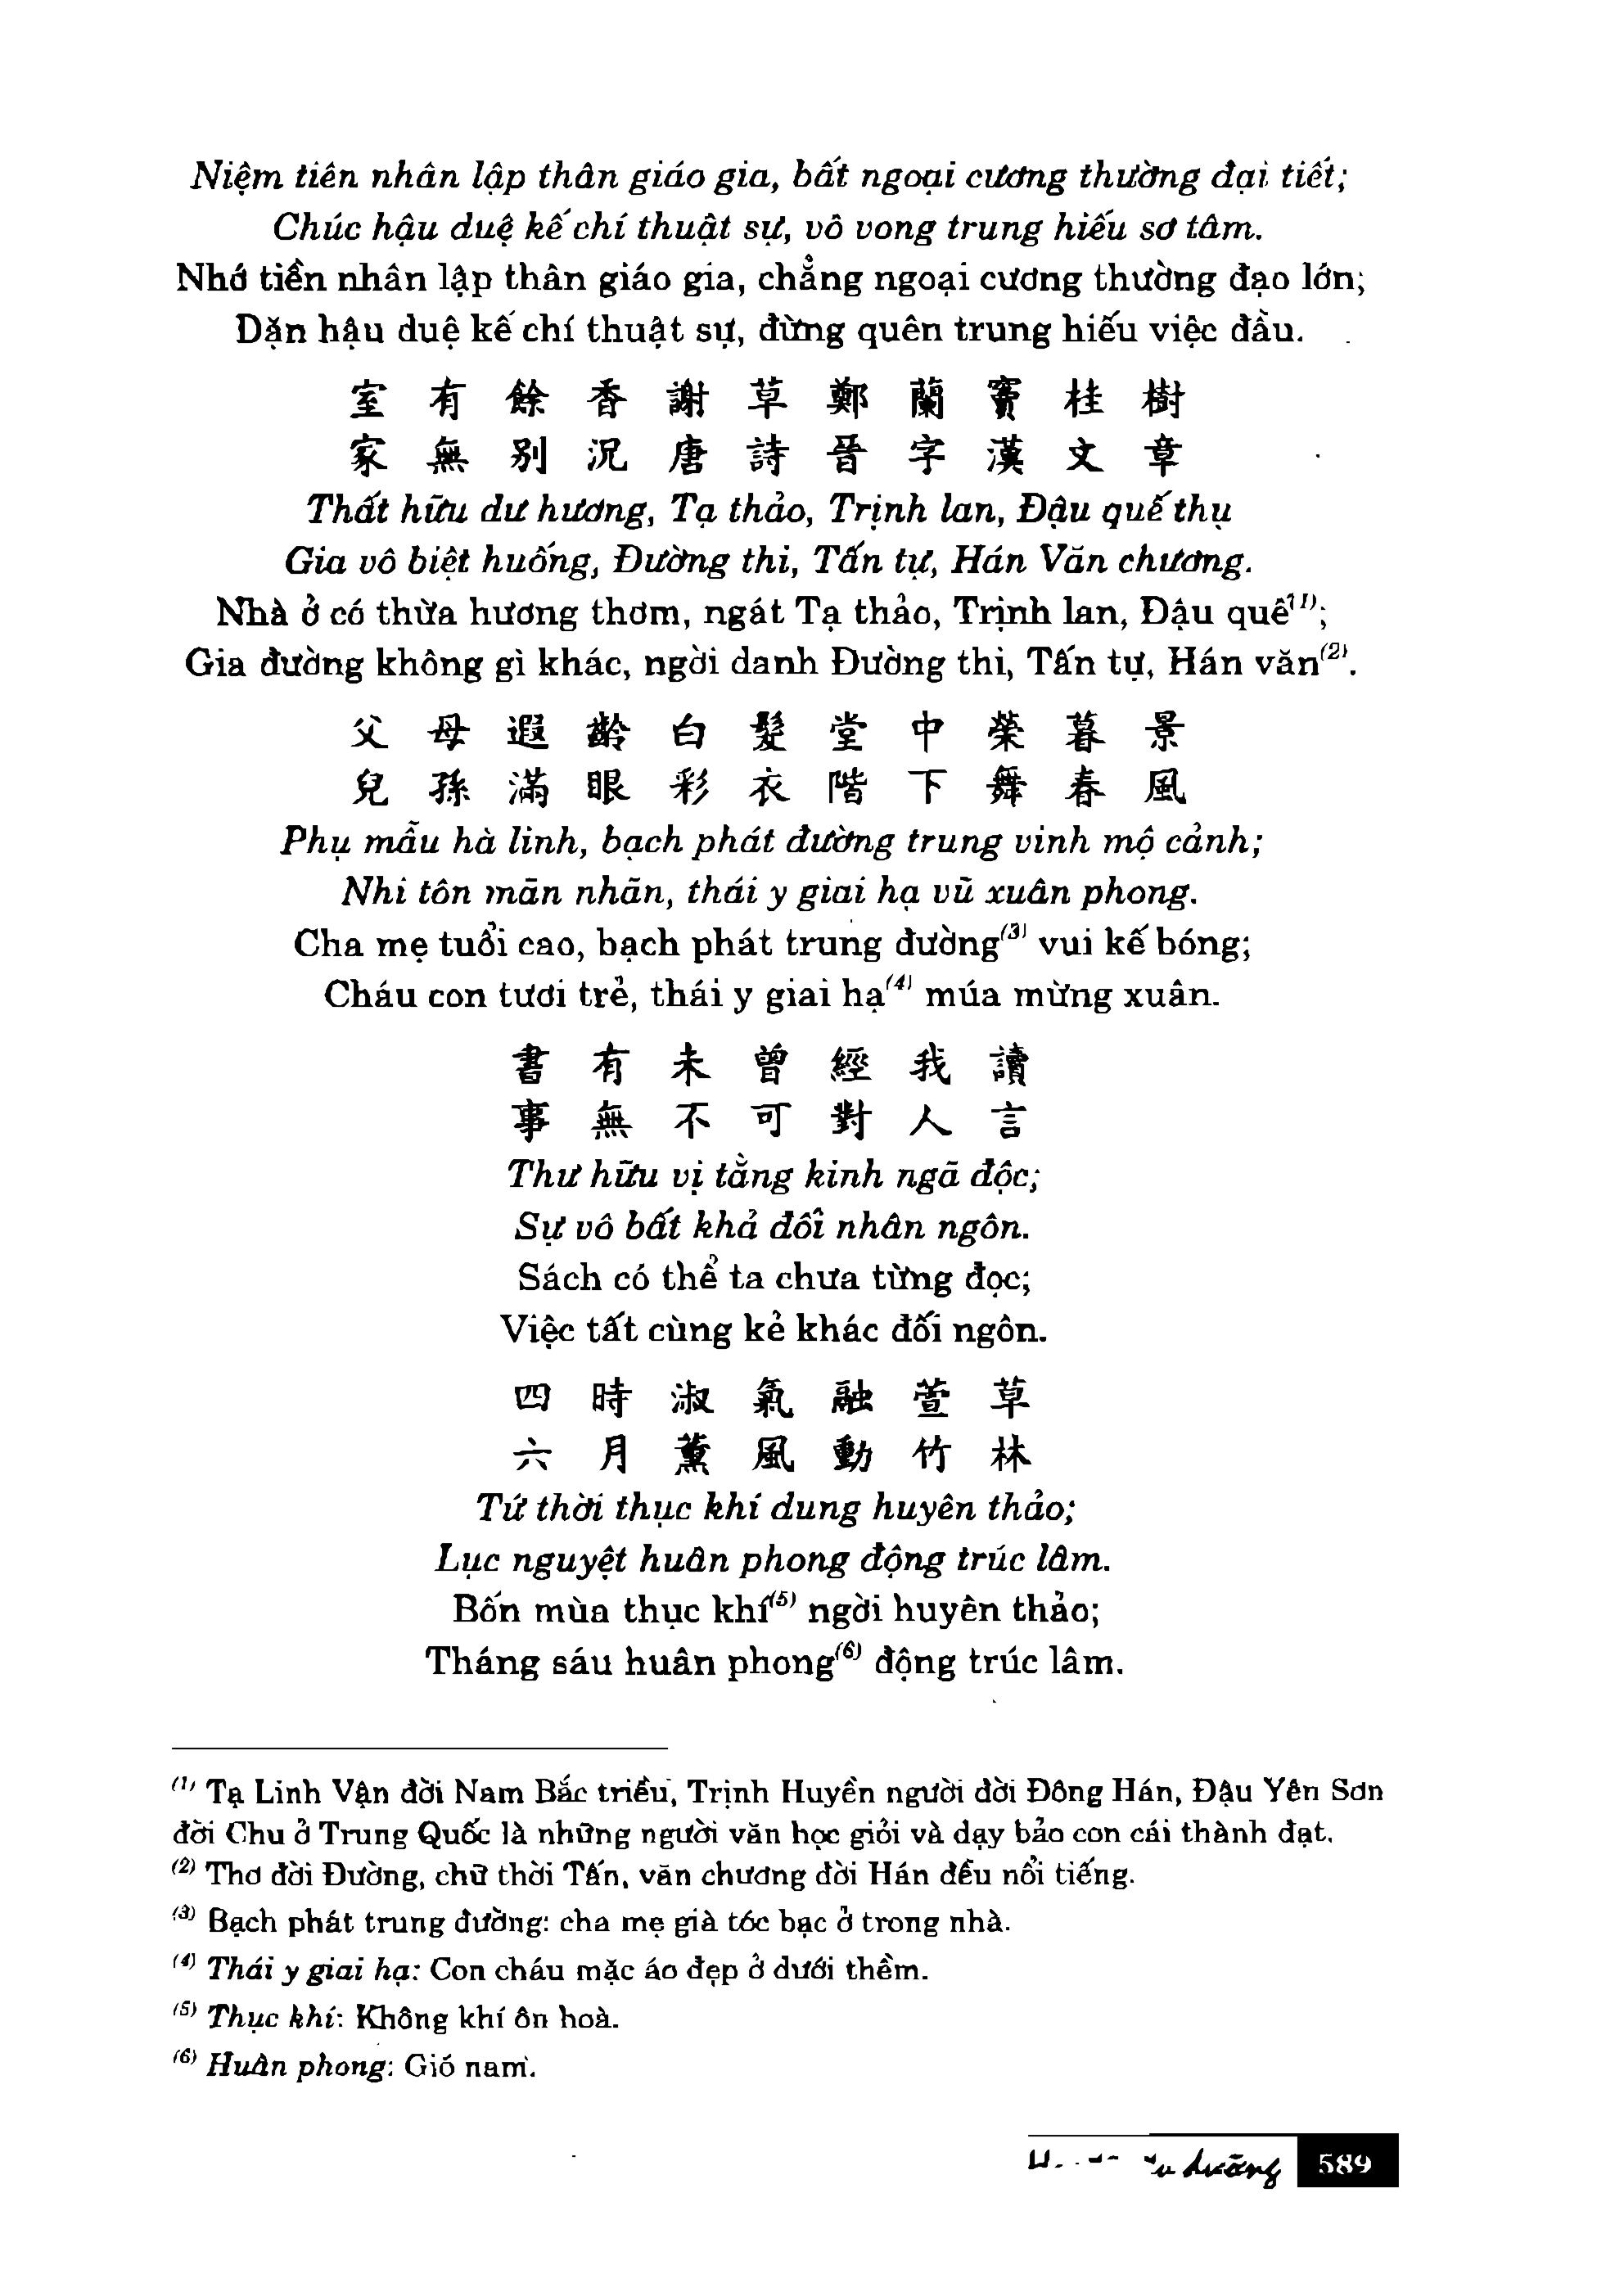 Niệm tiên nhân lập thân giáo gia, bất ngoại cương thường đại tiết;
Chúc hậu duệ kế chí thuật sự, vô vong trung hiếu sơ tâm.
Nhớ tiền nhân lập thân giáo gia, chẳng ngoại cương thường đạo lớn;
Dặn hậu duệ kế chí thuật sự, đừng quên trung hiếu việc đầu.
室有餘香謝草鄭蘭竇桂樹
家無別況唐詩晉字漢文章
Thất hữu dư hương, Tạ thảo, Trịnh lan, Đậu quế thụ
Gia vô biệt huống, Đường thi, Tấn tự, Hán Văn chương.
Nhà ở có thừa hương thơm, ngát Tạ thảo, Trịnh lan, Đậu quế(1);
Gia đường không gì khác, ngời danh Đường thi, Tấn tự, Hán văn(2).
父母遐齡白髮堂中榮暮景
兒孫滿眼彩衣階下舞春風
Phụ mẫu hà linh, bạch phát đường trung vinh mộ cảnh;
Nhi tôn mãn nhãn, thái y giai hạ vũ xuân phong.
Cha mẹ tuổi cao, bạch phát trung đường(3) vui kế bóng;
Cháu con tươi trẻ, thái y giai hạ(4) múa mừng xuân.
書有未曾經我讀
事無不可對人言
Thư hữu vị tằng kinh ngã độc;
Sự vô bất khả đối nhân ngôn.
Sách có thể ta chưa từng đọc;
Việc tất cùng kẻ khác đối ngôn.
四時淑氣融萱草
六月薰風動竹林
Tứ thời thục khí dung huyên thảo;
Lục nguyệt huân phong động trúc lâm.
Bốn mùa thục khí(5) ngời huyên thảo;
Tháng sáu huân phong(6) động trúc lâm.
(1) Tạ Linh Vận đời Nam Bắc triều, Trịnh Huyền người đời Đông Hán, Đậu Yên Sơn
đời Chu ở Trung Quốc là những người văn học giỏi và dạy bảo con cái thành đạt.
(2) Thơ đời Đường, chữ thời Tấn, văn chương đời Hán đều nổi tiếng.
(3) Bạch phát trung đường: cha mẹ già tóc bạc ở trong nhà.
(4) Thái y giai hạ: Con cháu mặc áo đẹp ở dưới thềm.
(5) Thục khí: Không khí ôn hoà.
(6) Huân phong: Gió nam.
589